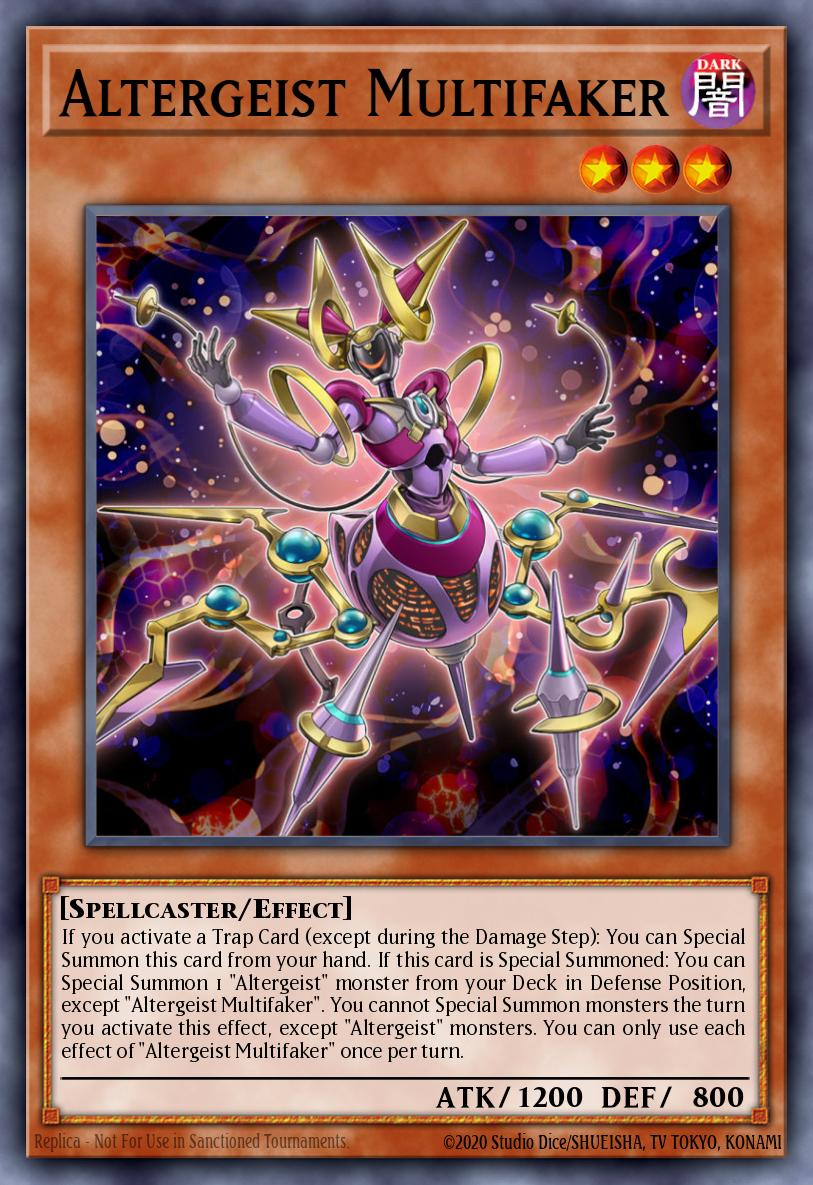 ALTERGEIST MULTIFAKER
DARK
闇
[SPELLCASTER/EFFECT]
If you activate a Trap Card (except during the Damage Step): You can Special
Summon this card from your hand. If this card is Special Summoned: You can
Special Summon 1 "Altergeist" monster from your Deck in Defense Position,
except "Altergeist Multifaker". You cannot Special Summon monsters the turn
you activate this effect, except "Altergeist" monsters. You can only use each
effect of "Altergeist Multifaker" once per turn.
ATK/ 1200 DEF/ 800
Replica - Not For Use in Sanctioned Tournaments.
©2020 Studio Dice/SHUEISHA, TV TOKYO, KONAMI